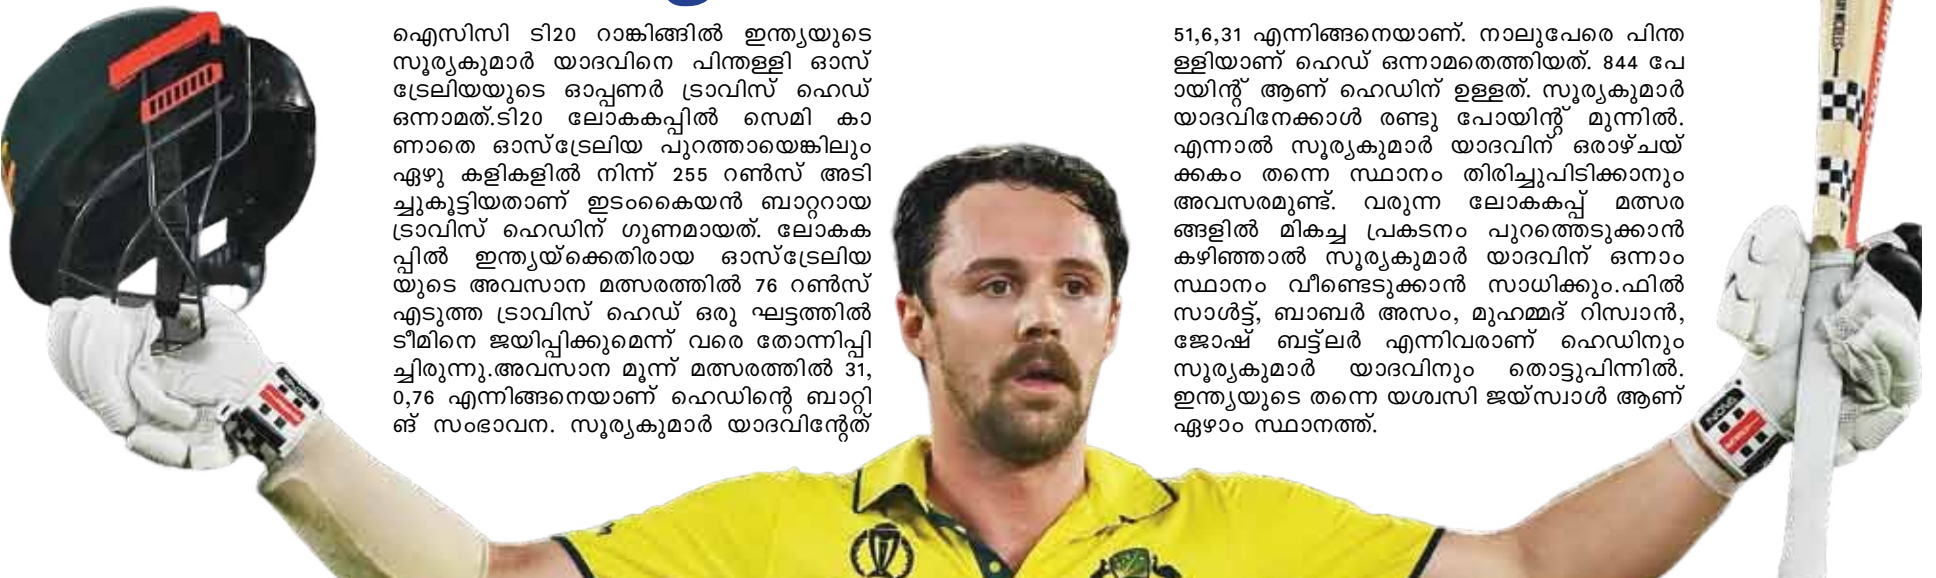 ഐസിസി ടി20 റാങ്കിങ്ങിൽ ഇന്ത്യയുടെ
സൂര്യകുമാർ യാദവിനെ പിന്തള്ളി ഓസ്
ട്രേലിയയുടെ ഓപ്പണർ ട്രാവിസ് ഹെഡ്
ഒന്നാമത്.ടി20 ലോകകപ്പിൽ സെമി കാ
ണാതെ ഓസ്ട്രേലിയ പുറത്തായെങ്കിലും
ഏഴു കളികളിൽ നിന്ന് 255 റൺസ് അടി
ച്ചുകൂട്ടിയതാണ് ഇടംകൈയൻ ബാറ്ററായ
ട്രാവിസ് ഹെഡിന് ഗുണമായത്. ലോകക
പ്പിൽ ഇന്ത്യയ്ക്കെതിരായ ഓസ്ട്രേലിയ
യുടെ അവസാന മത്സരത്തിൽ 76 റൺസ്
എടുത്ത ട്രാവിസ് ഹെഡ് ഒരു ഘട്ടത്തിൽ
ടീമിനെ ജയിപ്പിക്കുമെന്ന് വരെ തോന്നിപ്പി
ച്ചിരുന്നു.അവസാന മൂന്ന് മത്സരത്തിൽ 31,
0,76 എന്നിങ്ങനെയാണ് ഹെഡിന്റെ ബാറ്റി
ങ് സംഭാവന. സൂര്യകുമാർ യാദവിന്റേത്
51,6,31 എന്നിങ്ങനെയാണ്. നാലുപേരെ പിന്ത
ള്ളിയാണ് ഹെഡ് ഒന്നാമതെത്തിയത്. 844 പേ
ായിന്റ് ആണ് ഹെഡിന് ഉള്ളത്. സൂര്യകുമാർ
യാദവിനേക്കാൾ രണ്ടു പോയിന്റ് മുന്നിൽ.
എന്നാൽ സൂര്യകുമാർ യാദവിന് ഒരാഴ്ചയ്
ക്കകം തന്നെ സ്ഥാനം തിരിച്ചുപിടിക്കാനും
അവസരമുണ്ട്. വരുന്ന ലോകകപ്പ് മത്സര
ങ്ങളിൽ മികച്ച പ്രകടനം പുറത്തെടുക്കാൻ
കഴിഞ്ഞാൽ സൂര്യകുമാർ യാദവിന് ഒന്നാം
സ്ഥാനം വീണ്ടെടുക്കാൻ സാധിക്കും.ഫിൽ
സാൾട്ട്, ബാബർ അസം, മുഹമ്മദ് റിസ്വാൻ,
ജോഷ് ബട്ട്ലർ എന്നിവരാണ് ഹെഡിനും
സൂര്യകുമാർ യാദവിനും തൊട്ടുപിന്നിൽ.
ഇന്ത്യയുടെ തന്നെ യശ്വസി ജയ്സ്വാൾ ആണ്
ഏഴാം സ്ഥാനത്ത്.